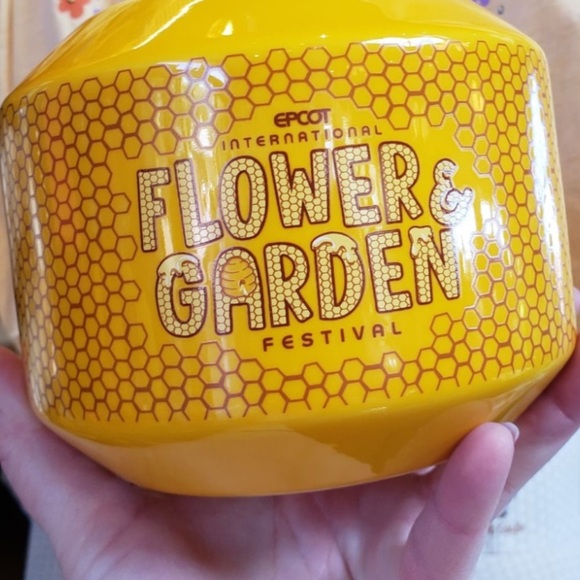 EPCOT
INTERNATIONAL
FLOWER &
GARDEN
FESTIVAL